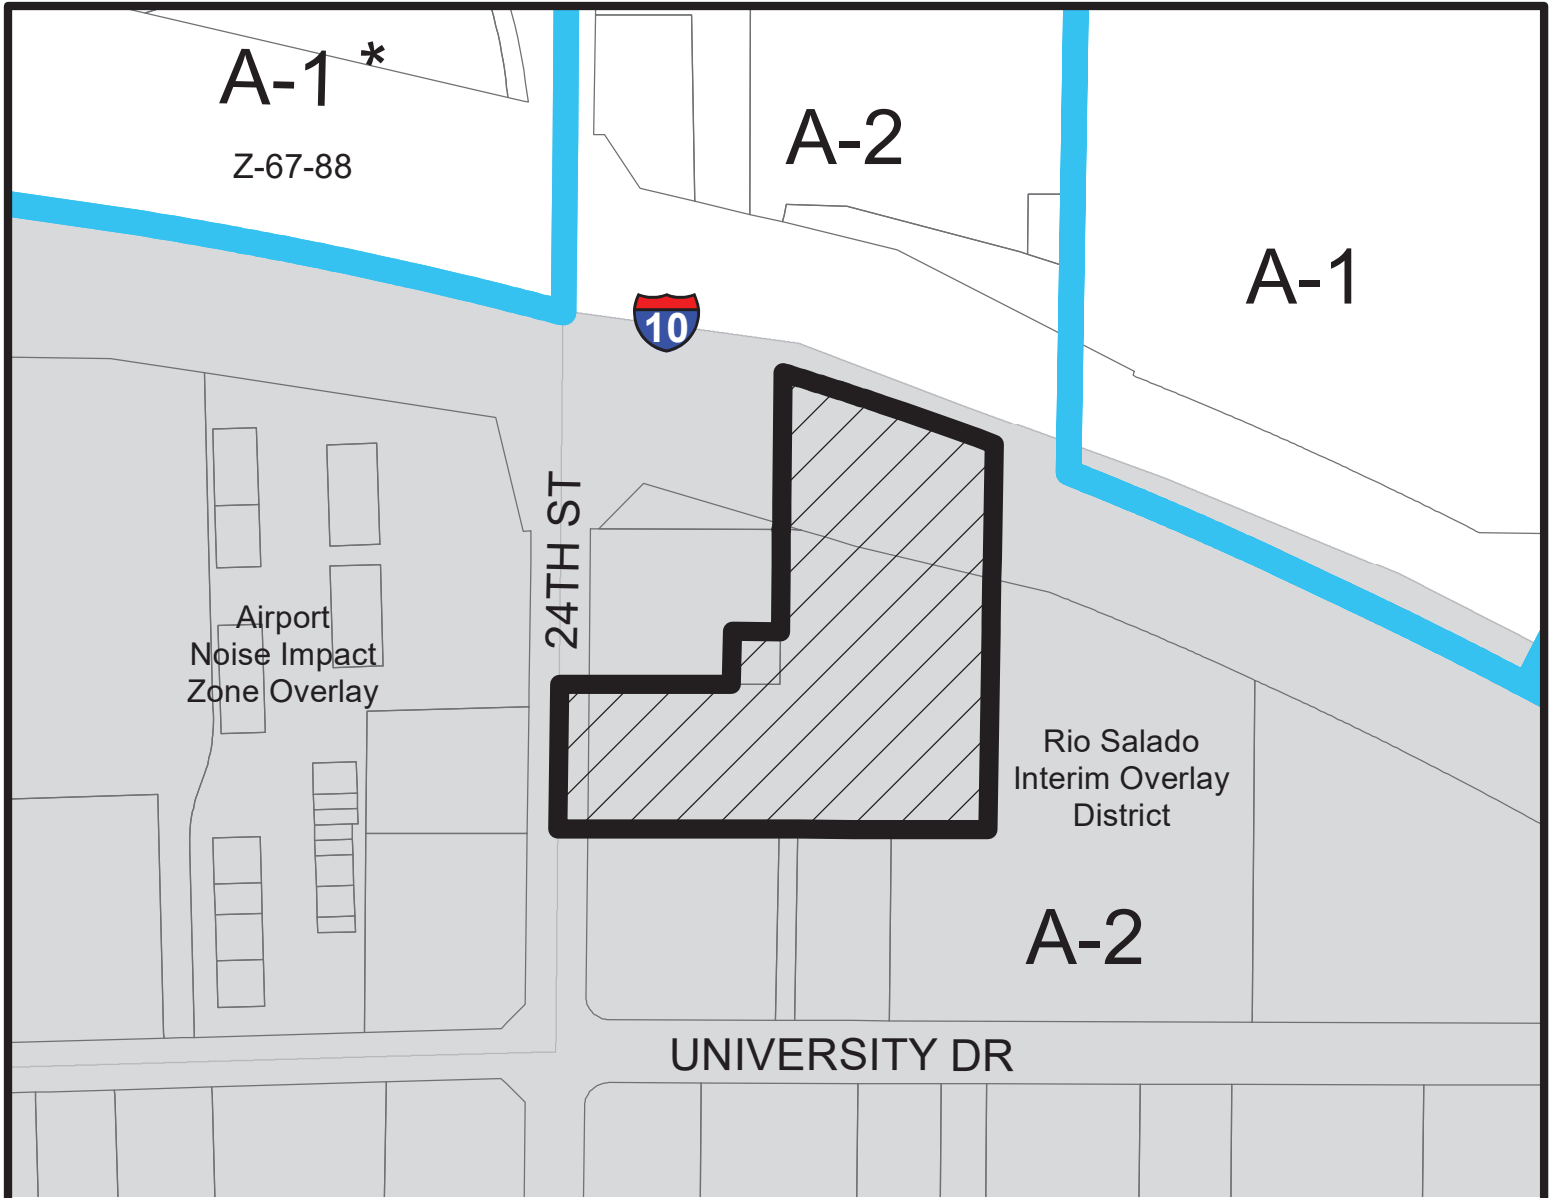 A-1 *
Z-67-88
A-2
A-1
10
24TH ST
Airport
Noise Impact
Zone Overlay
Rio Salado
Interim Overlay
District
A-2
UNIVERSITY DR